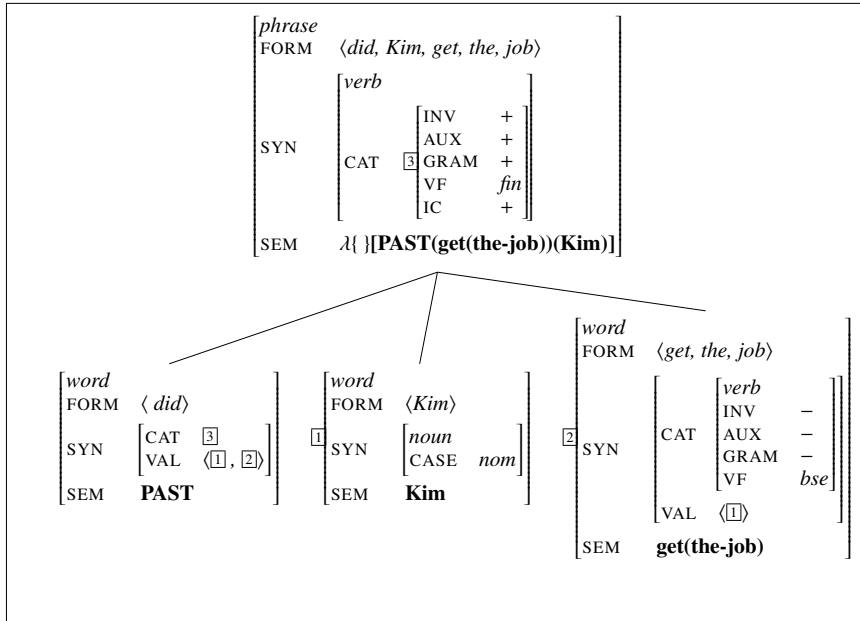 phrase
FORM ⟨did, Kim, get, the, job⟩
verb
INV +
AUX +
SYN CAT 3 GRAM +
VF fin
IC +
SEM λ{ }[PAST(get(the-job))(Kim)]
word
FORM ⟨ did⟩
SYN CAT 3
VAL ⟨1 , 2⟩
SEM PAST
1 word
FORM ⟨Kim⟩
SYN noun
CASE nom
SEM Kim
2 word
FORM ⟨get, the, job⟩
verb
INV −
SYN CAT AUX −
GRAM −
VF bse
VAL ⟨1⟩
SEM get(the-job)